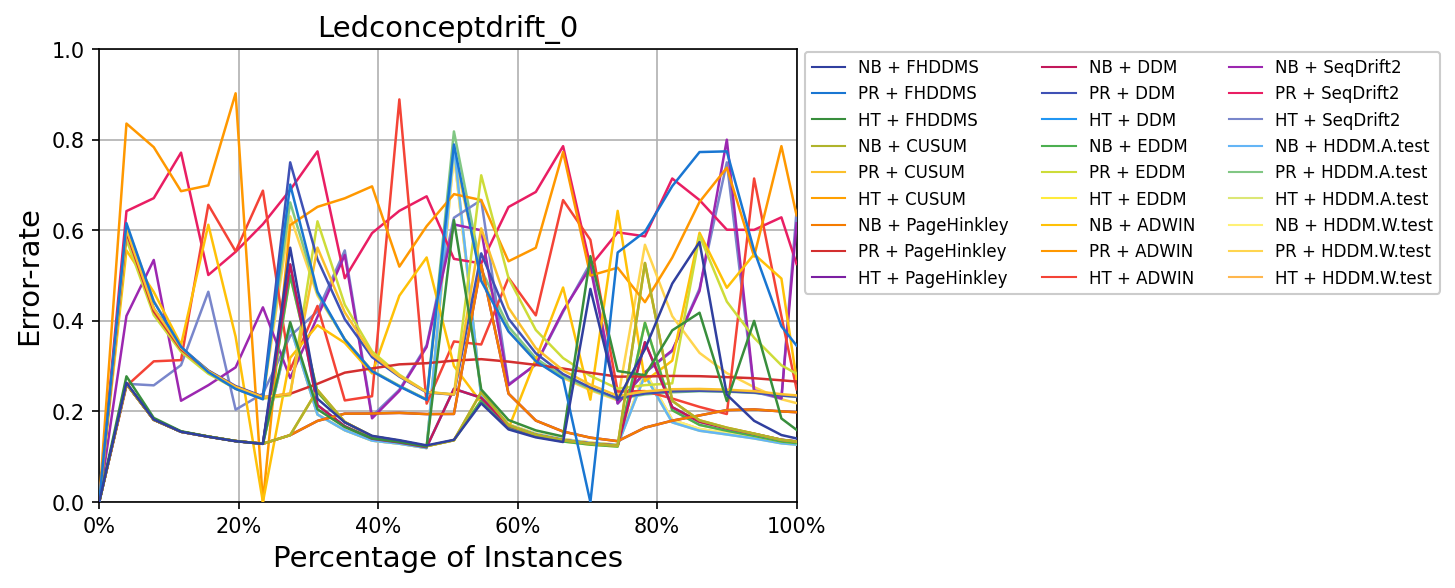 Ledconceptdrift_0
Error-rate
1.0
0.8
0.6
0.4
0.2
0.0
0%
20%
40%
60%
80%
100%
Percentage of Instances
NB + FHDDMS
PR + FHDDMS
HT + FHDDMS
NB + CUSUM
PR + CUSUM
HT + CUSUM
NB + PageHinkley
PR + PageHinkley
HT + PageHinkley
NB + DDM
PR + DDM
HT + DDM
NB + EDDM
PR + EDDM
HT + EDDM
NB + ADWIN
PR + ADWIN
HT + ADWIN
NB + SeqDrift2
PR + SeqDrift2
HT + SeqDrift2
NB + HDDM.A.test
PR + HDDM.A.test
HT + HDDM.A.test
NB + HDDM.W.test
PR + HDDM.W.test
HT + HDDM.W.test